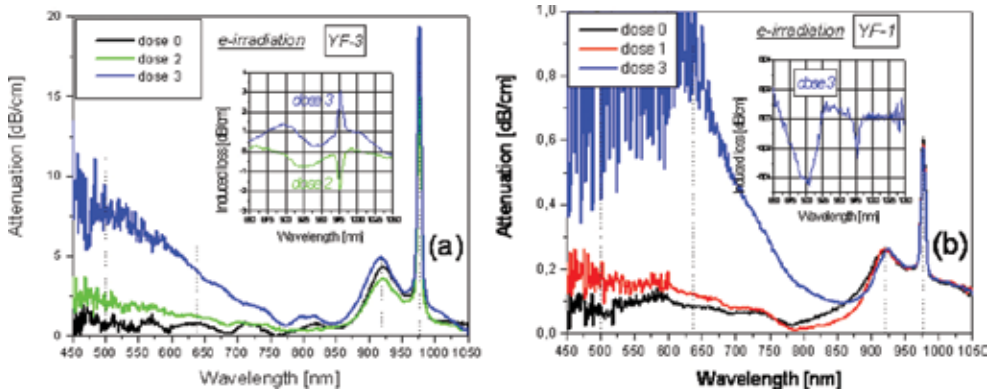 20
15
10
5
0
Attenuation [dB/cm]
dose 0
dose 2
dose 3
e-irradiation
YF-3
dose 3
dose 2
Induced loss [dB/cm]
Wavelength [nm]
(a)
450 500 550 600 650 700 750 800 850 900 950 1000 1050
Wavelength [nm]
1,0
0,8
0,6
0,4
0,2
0,0
Attenuation [dB/cm]
dose 0
dose 1
dose 3
e-irradiation
YF-1
dose 3
Induced loss [dB/cm]
Wavelength [nm]
(b)
450 500 550 600 650 700 750 800 850 900 950 1000 1050
Wavelength [nm]